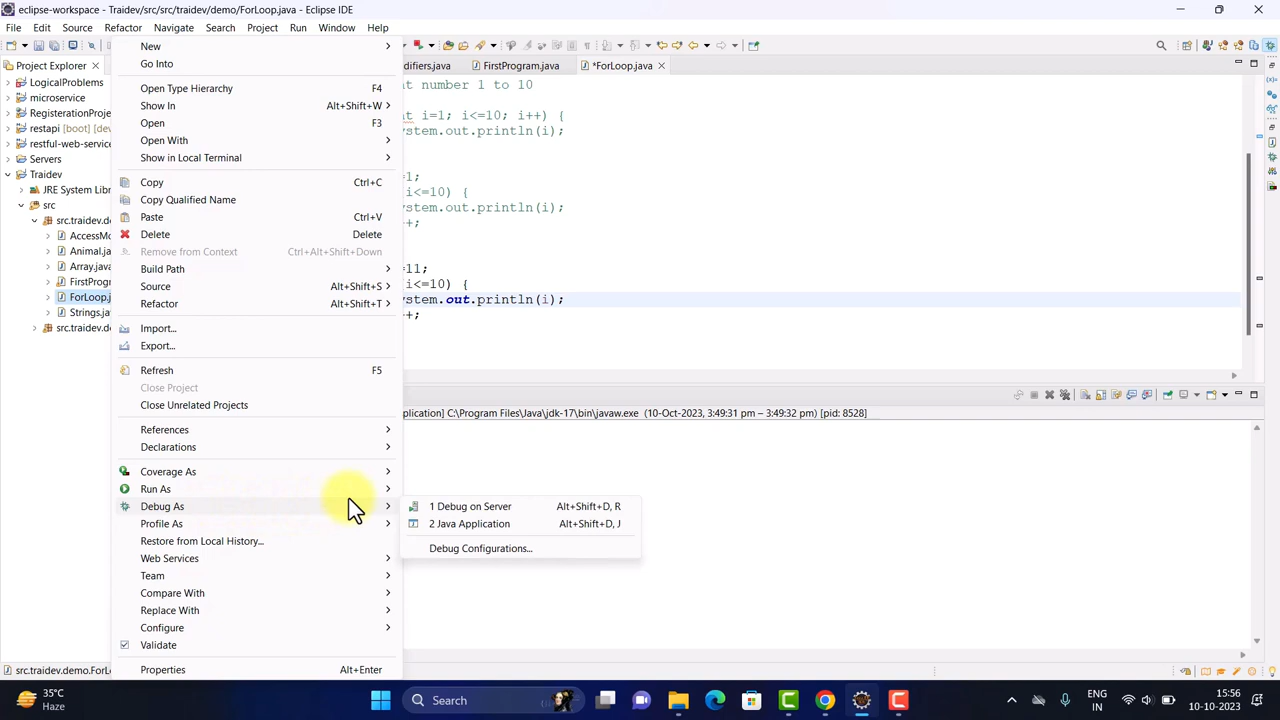 eclipse-workspace - Traidev/src/src/traidev/demo/ForLoop.java - Eclipse IDE
File Edit Source Refactor Navigate Search Project Run Window Help
Project Explorer
difiers.java FirstProgram.java *ForLoop.java
LogicalProblems
microservice
RegisterationProje
restapi [boot] [dev
restful-web-service
Servers
Traidev
JRE System Libr
src
src.traidev.de
AccessMo
Animal.ja
Array.java
FirstProgr
ForLoop.j
Strings.jav
src.traidev.de
New
Go Into
Open Type Hierarchy F4
Show In Alt+Shift+W
Open F3
Open With
Show in Local Terminal
Copy Ctrl+C
Copy Qualified Name
Paste Ctrl+V
Delete Delete
Remove from Context Ctrl+Alt+Shift+Down
Build Path
Source Alt+Shift+S
Refactor Alt+Shift+T
Import...
Export...
Refresh F5
Close Project
Close Unrelated Projects
References
Declarations
Coverage As
Run As
Debug As
Profile As
Restore from Local History...
Web Services
Team
Compare With
Replace With
Configure
Validate
Properties Alt+Enter
1 Debug on Server Alt+Shift+D, R
2 Java Application Alt+Shift+D, J
Debug Configurations...
nt number 1 to 10
nt i=1; i<=10; i++) {
ystem.out.println(i);
=1;
(i<=10) {
ystem.out.println(i);
++;
=11;
(i<=10) {
ystem.out.println(i);
++;
pplication] C:\Program Files\Java\jdk-17\bin\javaw.exe (10-Oct-2023, 3:49:31 pm – 3:49:32 pm) [pid: 8528]
src.traidev.demo.ForLo
35°C
Haze
Search
ENG
IN
15:56
10-10-2023